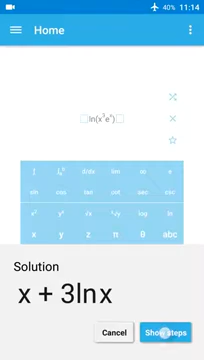 40% 11:14
Home
ln(x³eˣ)
d/dx lim ∞ e
sin cos tan cot sec csc
√x log ln
x y z π θ abc
Solution
x + 3lnx
Cancel Show steps